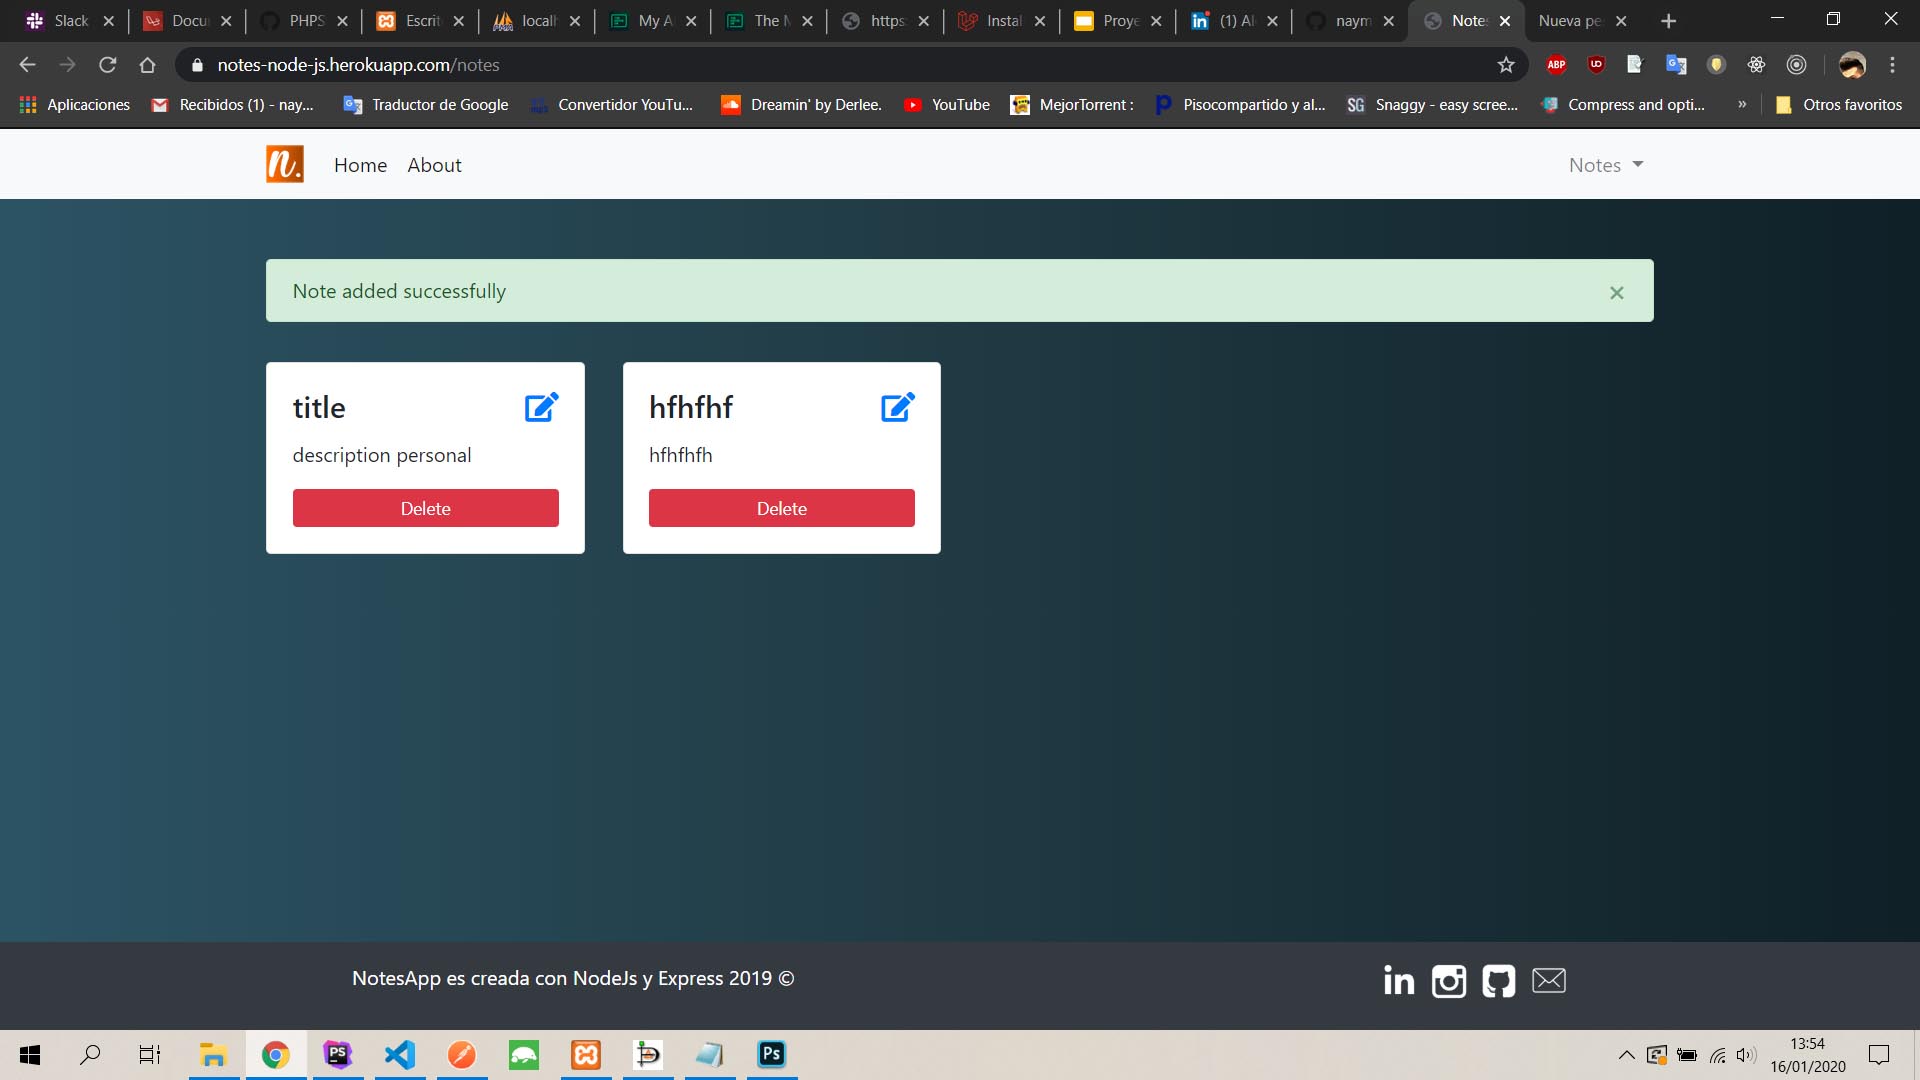 Slack Docu PHPS Escrit localh My A The N https Instal Proye (1) Al naym Notes Nueva pe
notes-node-js.herokuapp.com/notes
Aplicaciones Recibidos (1) - nay... Traductor de Google Convertidor YouTu... Dreamin' by Derlee. YouTube MejorTorrent : Pisocompartido y al... Snaggy - easy scree... Compress and opti... » Otros favoritos
n. Home About Notes
Note added successfully ×
title
description personal
Delete
hfhfhf
hfhfhfh
Delete
NotesApp es creada con NodeJs y Express 2019 ©
13:54
16/01/2020